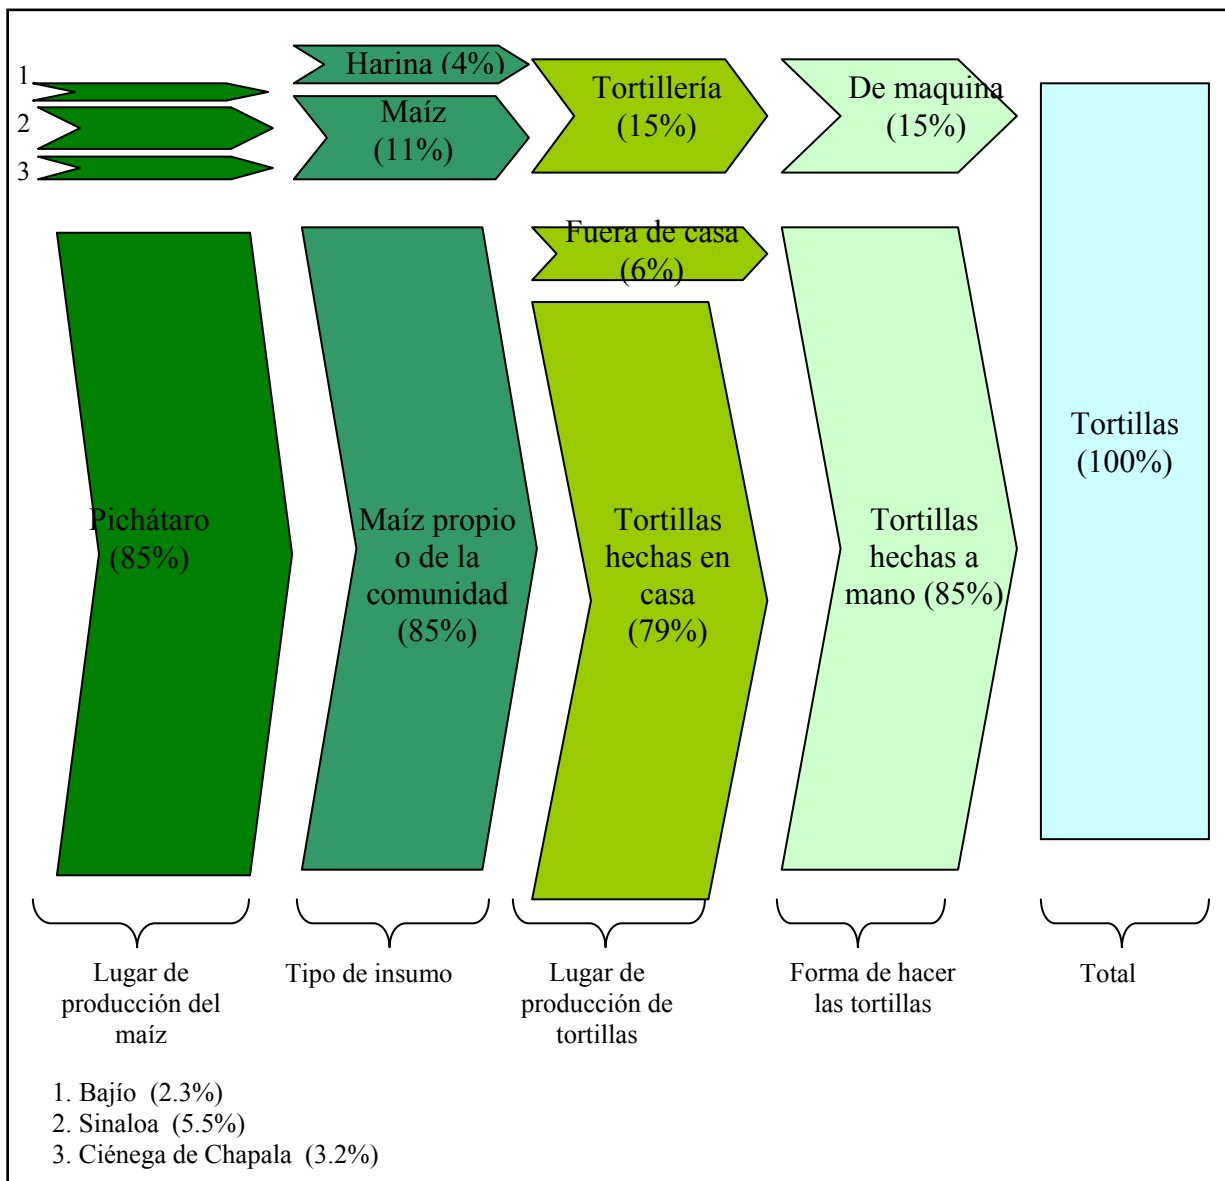 1
2
3
Harina (4%)
Maíz
(11%)
Tortillería
(15%)
De maquina
(15%)
Fuera de casa
(6%)
Pichátaro
(85%)
Maíz propio
o de la
comunidad
(85%)
Tortillas
hechas en
casa
(79%)
Tortillas
hechas a
mano (85%)
Tortillas
(100%)
Lugar de
producción del
maíz
Tipo de insumo
Lugar de
producción de
tortillas
Forma de hacer
las tortillas
Total
1. Bajío (2.3%)
2. Sinaloa (5.5%)
3. Ciénega de Chapala (3.2%)